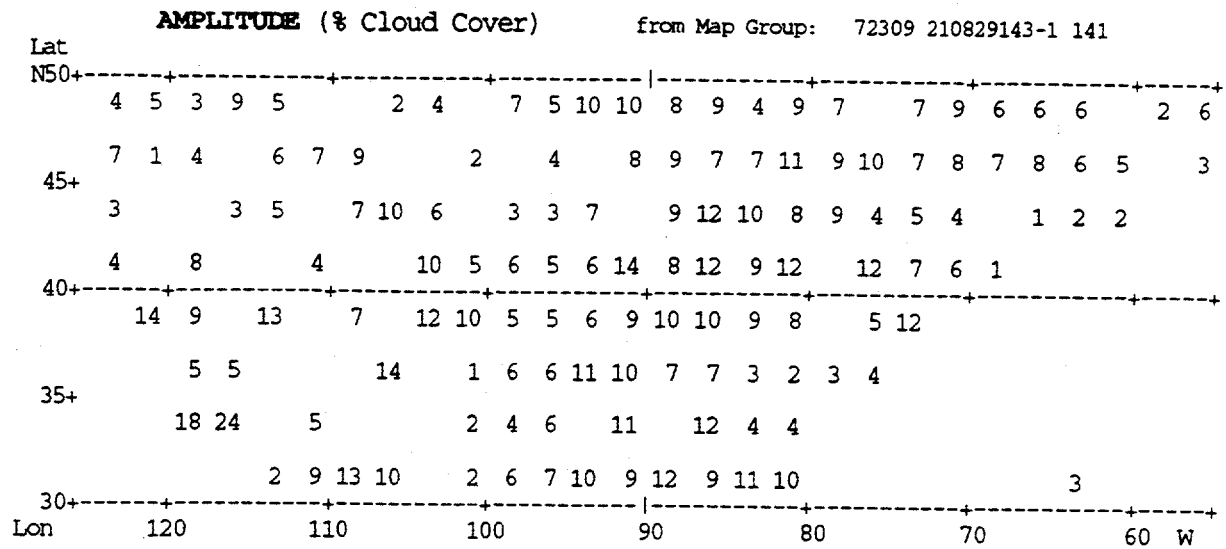 AMPLITUDE (% Cloud Cover) from Map Group: 72309 210829143-1 141
Lat
N50+------+---------+---------+---------|---------+---------+---------+----+
4 5 3 9 5 2 4 7 5 10 10 8 9 4 9 7 7 9 6 6 6 2 6
7 1 4 6 7 9 2 4 8 9 7 7 11 9 10 7 8 7 8 6 5 3
45+
3 3 5 7 10 6 3 3 7 9 12 10 8 9 4 5 4 1 2 2
4 8 4 10 5 6 5 6 14 8 12 9 12 12 7 6 1
40+-----+---------+---------+---------+---------+---------+---------+----+
14 9 13 7 12 10 5 5 6 9 10 10 9 8 5 12
5 5 14 1 6 6 11 10 7 7 3 2 3 4
35+
18 24 5 2 4 6 11 12 4 4
2 9 13 10 2 6 7 10 9 12 9 11 10 3
30+-----+---------+---------+---------|---------+---------+---------+----+
Lon 120 110 100 90 80 70 60 W